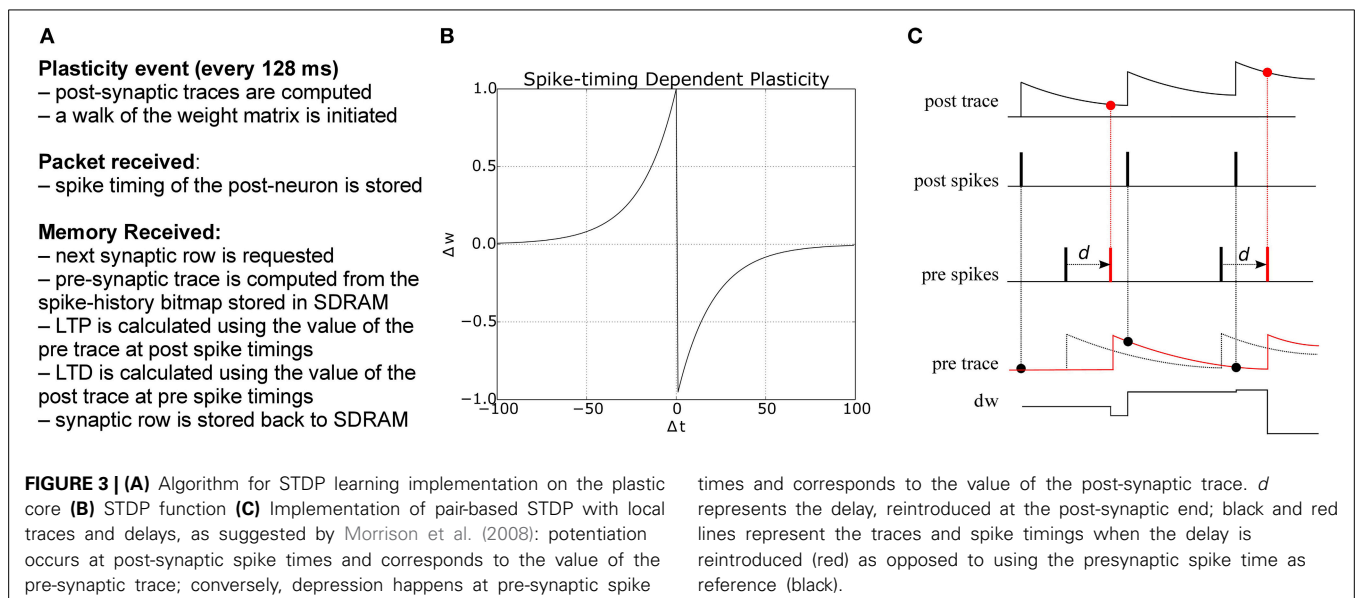 A
Plasticity event (every 128 ms)
– post-synaptic traces are computed
– a walk of the weight matrix is initiated
Packet received:
– spike timing of the post-neuron is stored
Memory Received:
– next synaptic row is requested
– pre-synaptic trace is computed from the
spike-history bitmap stored in SDRAM
– LTP is calculated using the value of the
pre trace at post spike timings
– LTD is calculated using the value of the
post trace at pre spike timings
– synaptic row is stored back to SDRAM
B
Spike-timing Dependent Plasticity
1.0
0.5
0.0
−0.5
−1.0
Δw
−100
−50
0
50
100
Δt
C
post trace
post spikes
pre spikes
d
d
pre trace
dw
FIGURE 3 | (A) Algorithm for STDP learning implementation on the plastic
core (B) STDP function (C) Implementation of pair-based STDP with local
traces and delays, as suggested by Morrison et al. (2008): potentiation
occurs at post-synaptic spike times and corresponds to the value of the
pre-synaptic trace; conversely, depression happens at pre-synaptic spike
times and corresponds to the value of the post-synaptic trace. d
represents the delay, reintroduced at the post-synaptic end; black and red
lines represent the traces and spike timings when the delay is
reintroduced (red) as opposed to using the presynaptic spike time as
reference (black).